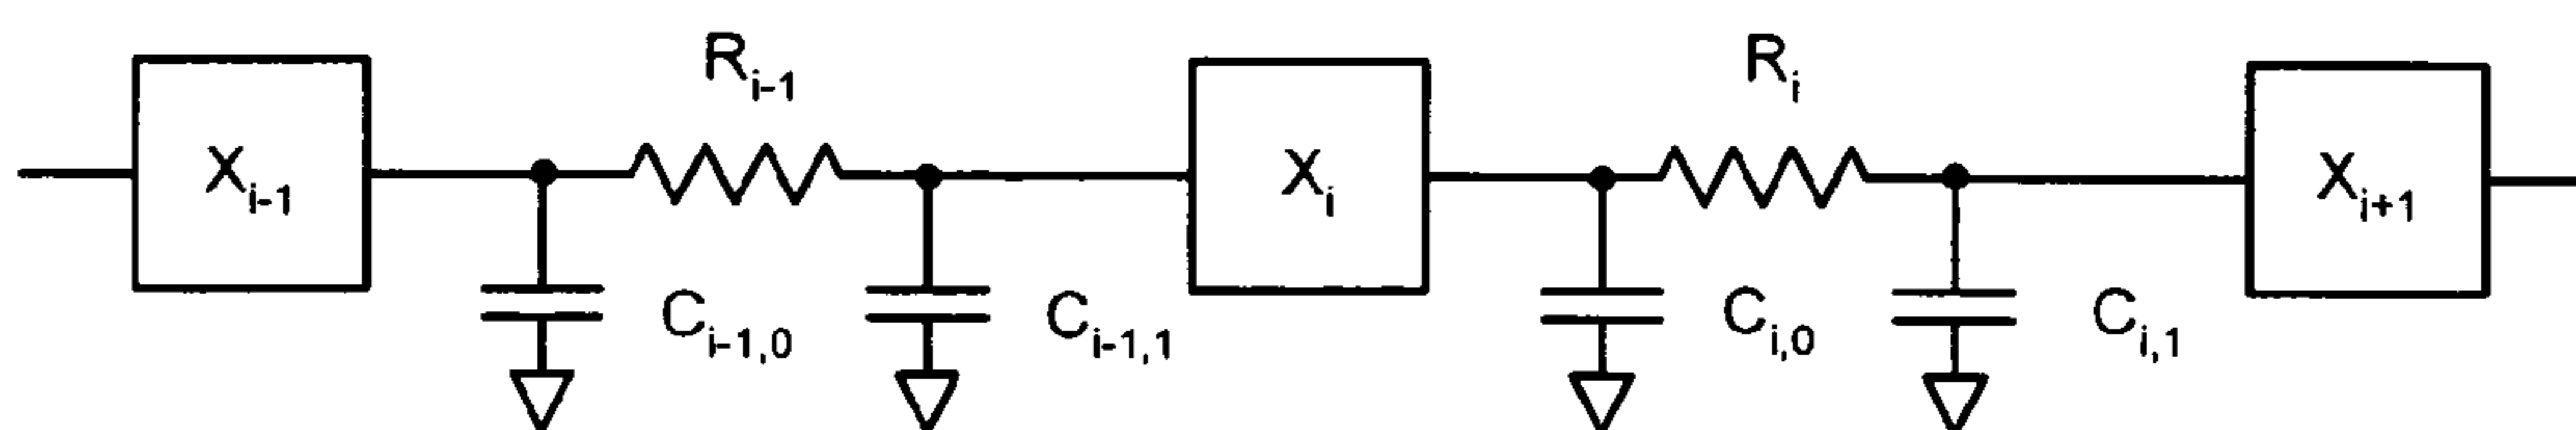 R_{i-1}
R_i
X_{i-1}
X_i
X_{i+1}
C_{i-1,0}
C_{i-1,1}
C_{i,0}
C_{i,1}